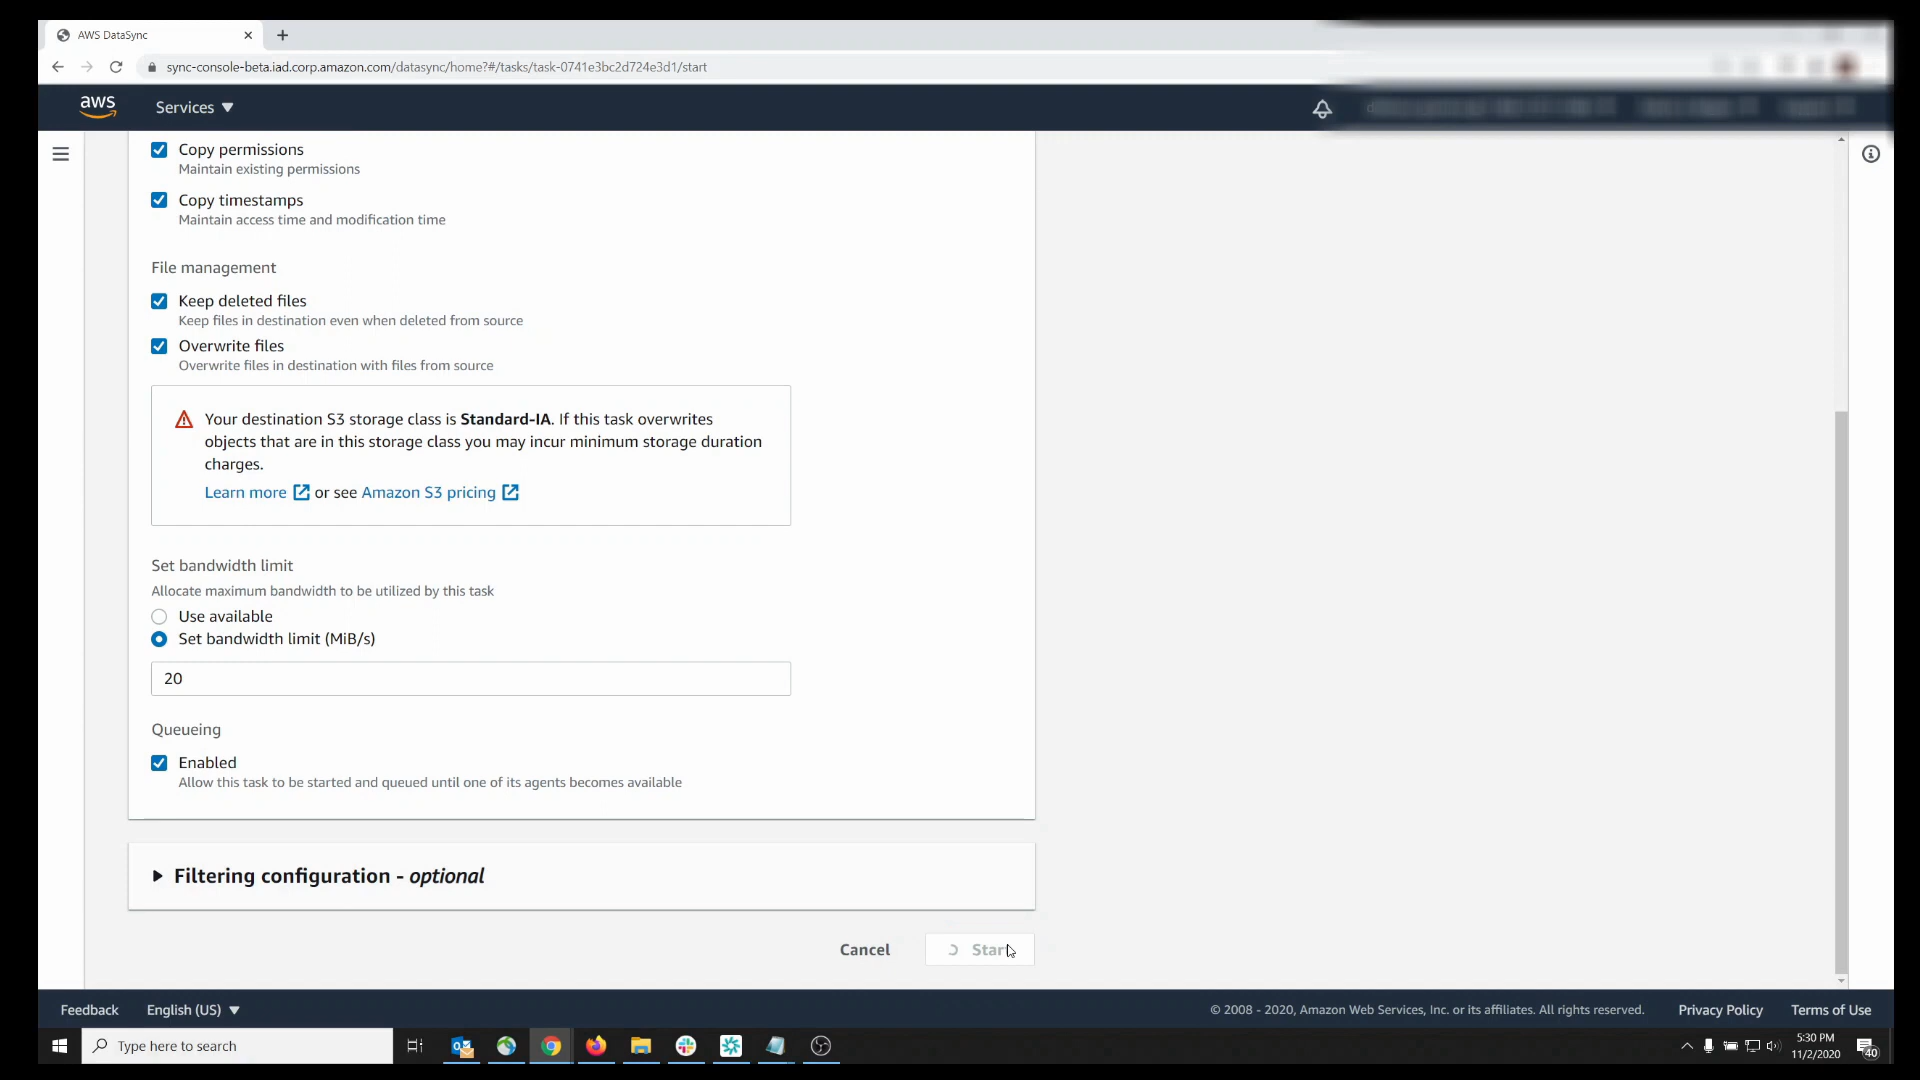 AWS DataSync
sync-console-beta.iad.corp.amazon.com/datasync/home?#/tasks/task-0741e3bc2d724e3d1/start
aws
Services
Copy permissions
Maintain existing permissions
Copy timestamps
Maintain access time and modification time
File management
Keep deleted files
Keep files in destination even when deleted from source
Overwrite files
Overwrite files in destination with files from source
Your destination S3 storage class is Standard-IA. If this task overwrites
objects that are in this storage class you may incur minimum storage duration
charges.
Learn more or see Amazon S3 pricing
Set bandwidth limit
Allocate maximum bandwidth to be utilized by this task
Use available
Set bandwidth limit (MiB/s)
20
Queueing
Enabled
Allow this task to be started and queued until one of its agents becomes available
Filtering configuration - optional
Cancel
Start
Feedback
English (US)
© 2008 - 2020, Amazon Web Services, Inc. or its affiliates. All rights reserved.
Privacy Policy
Terms of Use
Type here to search
5:30 PM
11/2/2020
40